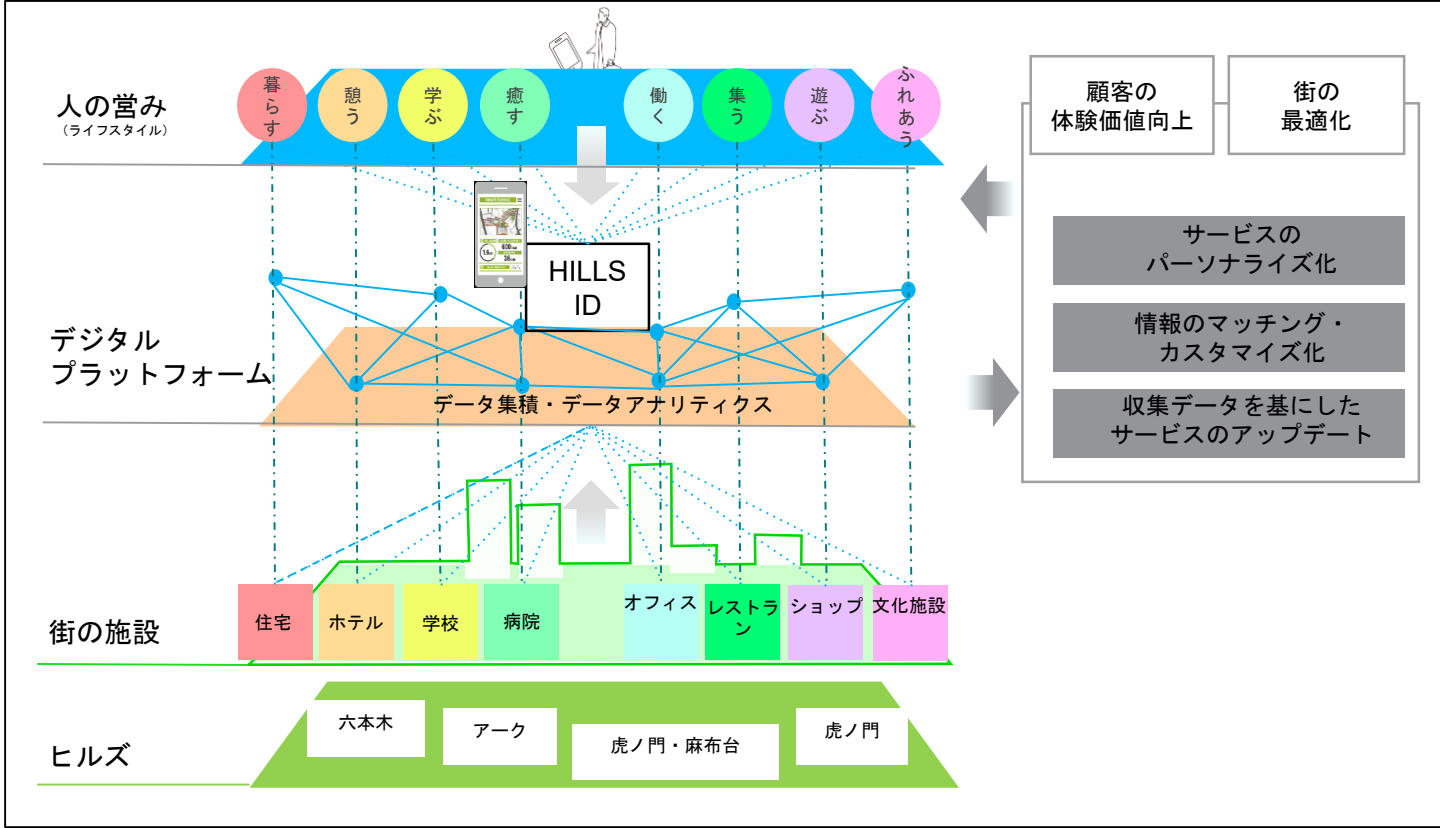 人の営み
（ライフスタイル）
暮らす
憩う
学ぶ
癒す
働く
集う
遊ぶ
ふれあう
顧客の
体験価値向上
街の
最適化
サービスの
パーソナライズ化
情報のマッチング・
カスタマイズ化
収集データを基にした
サービスのアップデート
HILLS
ID
デジタル
プラットフォーム
データ集積・データアナリティクス
街の施設
住宅
ホテル
学校
病院
オフィス
レストラ
ン
ショップ
文化施設
ヒルズ
六本木
アーク
虎ノ門・麻布台
虎ノ門